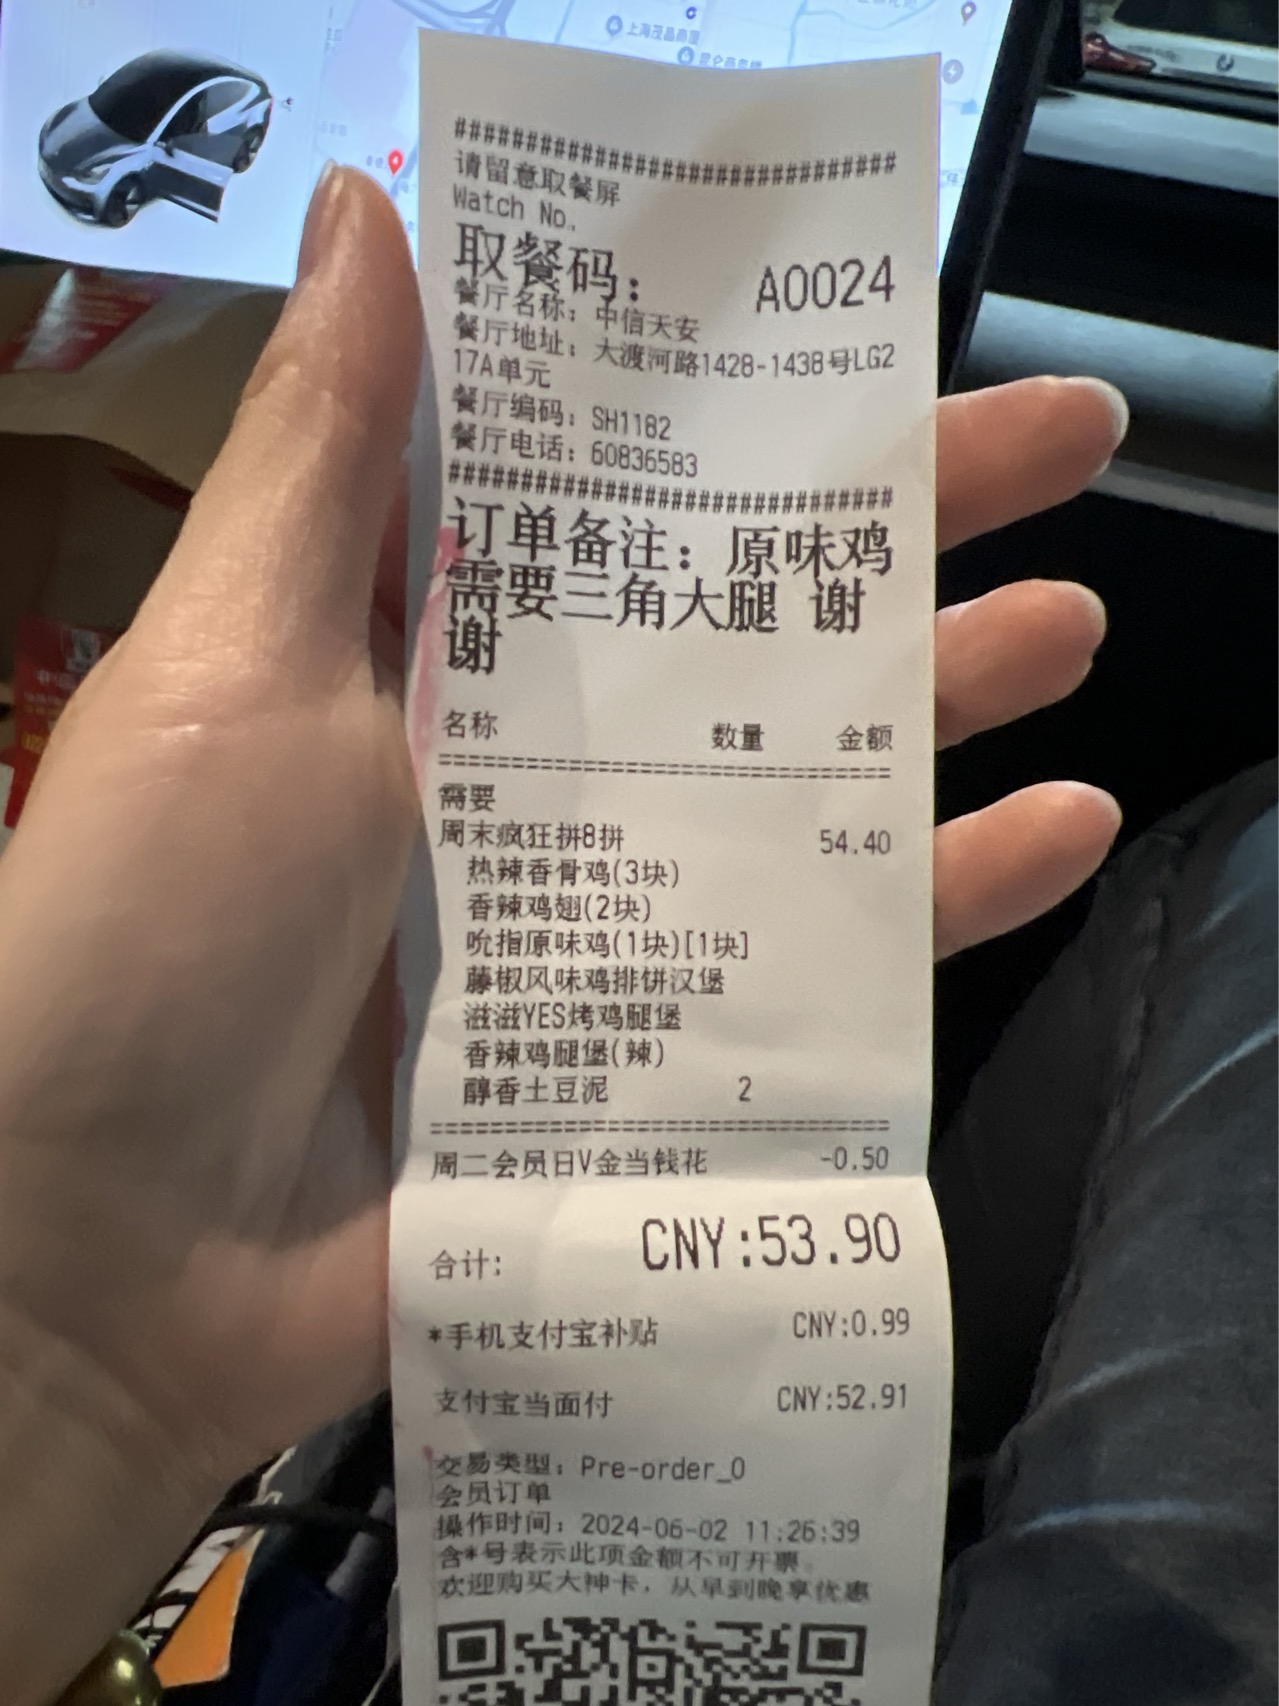 上海茂昌商厦
################################
请留意取餐屏
Watch No.,
取餐码： A0024
餐厅名称：中信天安
餐厅地址：大渡河路1428-1438号LG2
17A单元
餐厅编码：SH1182
餐厅电话：60836583
################################
订单备注：原味鸡
需要三角大腿 谢
谢
名称 数量 金额
================================
需要
周末疯狂拼8拼 54.40
热辣香骨鸡(3块)
香辣鸡翅(2块)
吮指原味鸡(1块)[1块]
藤椒风味鸡排饼汉堡
滋滋YES烤鸡腿堡
香辣鸡腿堡(辣)
醇香土豆泥 2
================================
周二会员日V金当钱花 -0.50
合计: CNY:53.90
*手机支付宝补贴 CNY:0.99
支付宝当面付 CNY:52.91
交易类型：Pre-order_0
会员订单
操作时间：2024-06-02 11:26:39
含*号表示此项金额不可开票。
欢迎购买大神卡，从早到晚享优惠